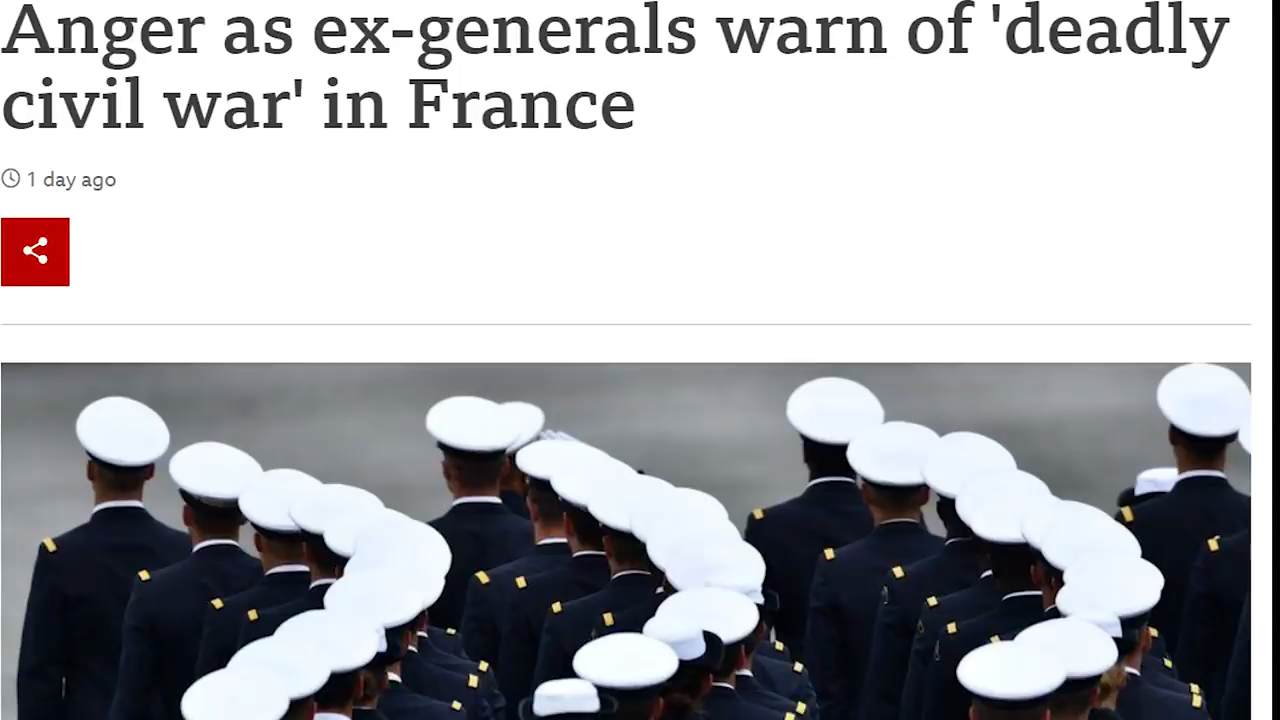 Anger as ex-generals warn of 'deadly
civil war' in France
1 day ago